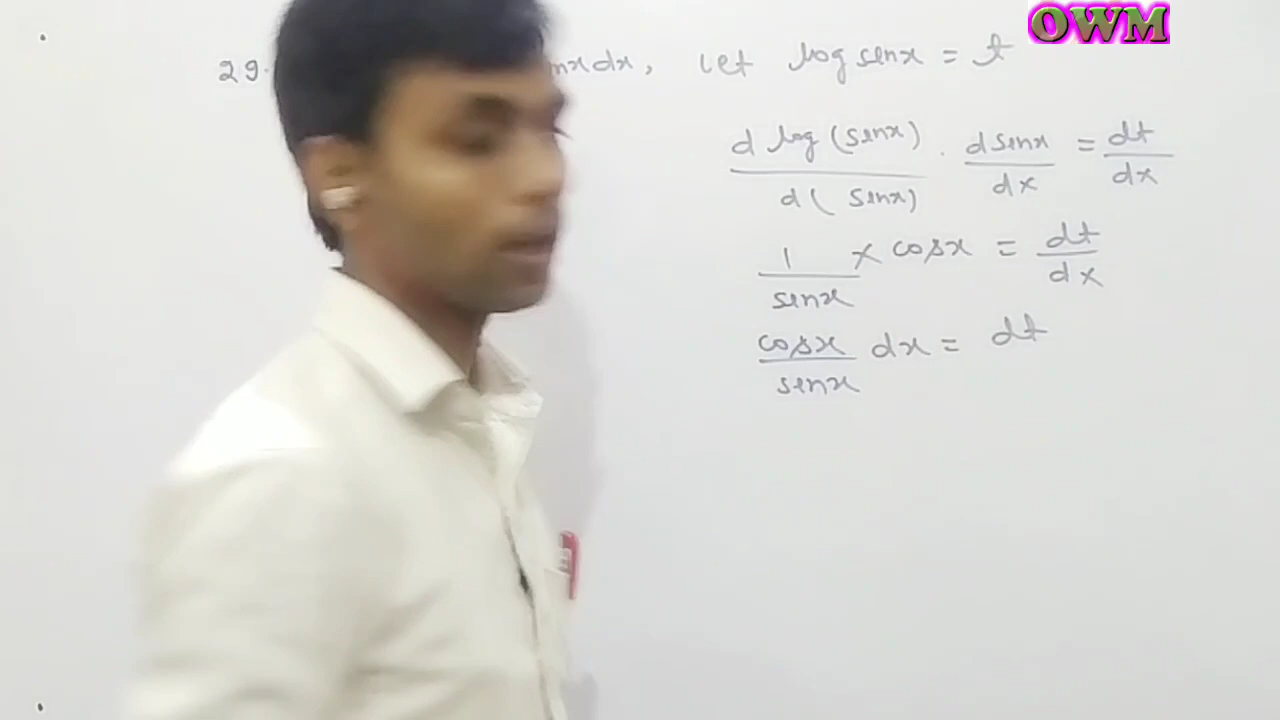 OWM
29. nxdx, let log sinx = t
d log (sinx) / d( sinx) . d sinx / dx = dt / dx
1 / sinx × cosx = dt / dx
cosx / sinx dx = dt